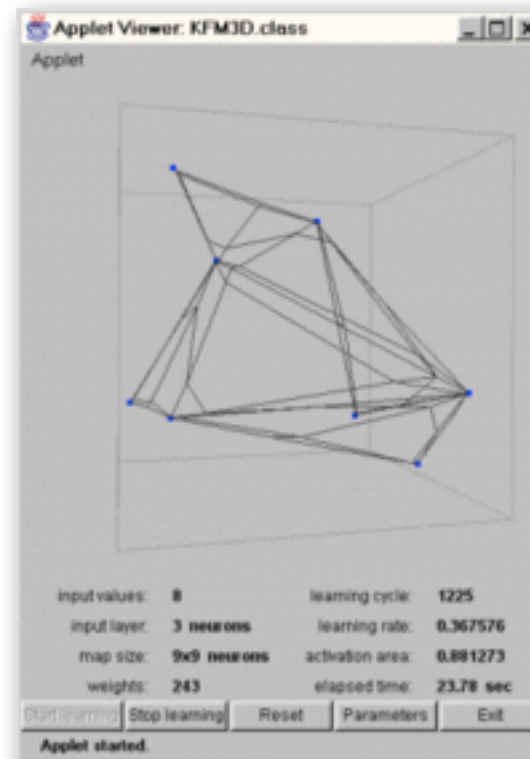 Applet Viewer: KFM3D.class
Applet
input values: 8 learning cycle: 1225
input layer: 3 neurons learning rate: 0.367576
map size: 9x9 neurons activation area: 0.881273
weights: 243 elapsed time: 23.78 sec
Start learning Stop learning Reset Parameters Exit
Applet started.